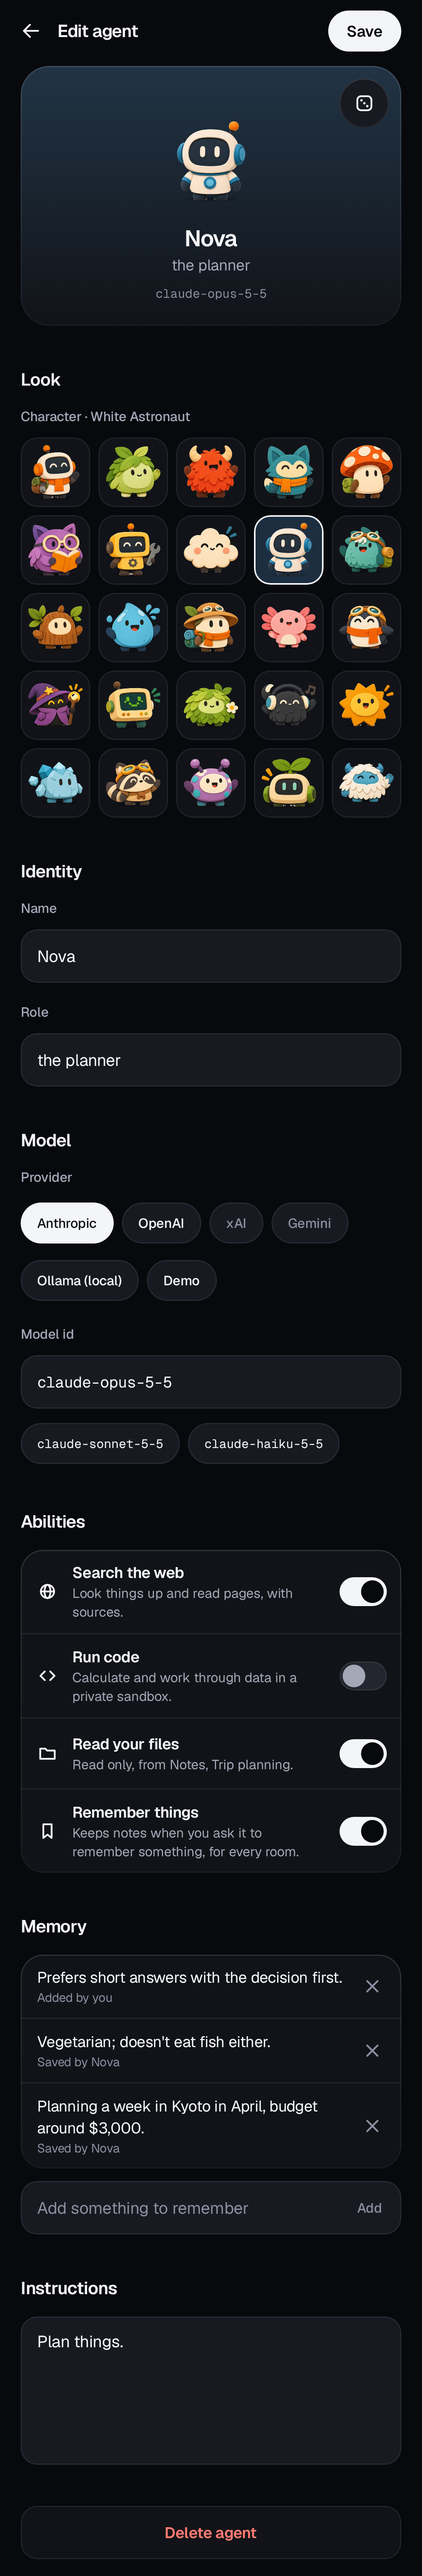 Edit agent
Save
Nova
the planner
claude-opus-5-5
Look
Character · White Astronaut
Identity
Name
Nova
Role
the planner
Model
Provider
Anthropic
OpenAI
xAI
Gemini
Ollama (local)
Demo
Model id
claude-opus-5-5
claude-sonnet-5-5
claude-haiku-5-5
Abilities
Search the web
Look things up and read pages, with
sources.
Run code
Calculate and work through data in a
private sandbox.
Read your files
Read only, from Notes, Trip planning.
Remember things
Keeps notes when you ask it to
remember something, for every room.
Memory
Prefers short answers with the decision first.
Added by you
Vegetarian; doesn't eat fish either.
Saved by Nova
Planning a week in Kyoto in April, budget
around $3,000.
Saved by Nova
Add something to remember
Add
Instructions
Plan things.
Delete agent